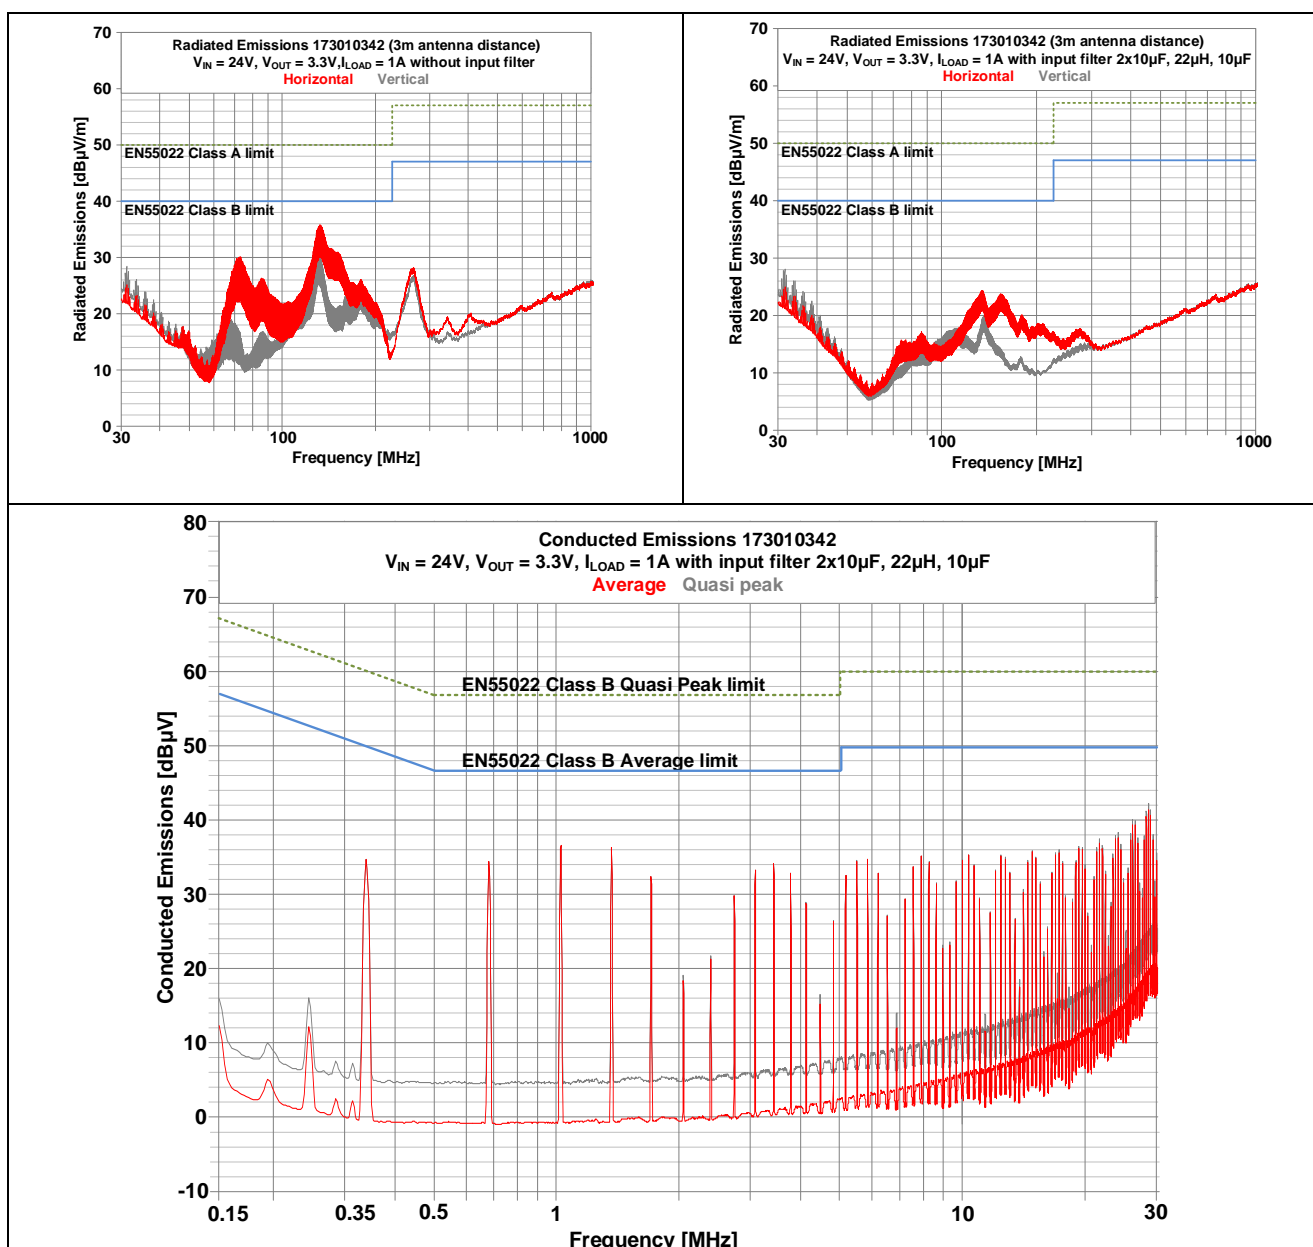 Radiated Emissions 173010342 (3m antenna distance)
VIN = 24V, VOUT = 3.3V,ILOAD = 1A without input filter
Horizontal Vertical
70
60
50
40
30
20
10
0
Radiated Emissions [dBµV/m]
EN55022 Class A limit
EN55022 Class B limit
30 100 1000
Frequency [MHz]
Radiated Emissions 173010342 (3m antenna distance)
VIN = 24V, VOUT = 3.3V, ILOAD = 1A with input filter 2x10µF, 22µH, 10µF
Horizontal Vertical
70
60
50
40
30
20
10
0
Radiated Emissions [dBµV/m]
EN55022 Class A limit
EN55022 Class B limit
30 100 1000
Frequency [MHz]
Conducted Emissions 173010342
VIN = 24V, VOUT = 3.3V, ILOAD = 1A with input filter 2x10µF, 22µH, 10µF
Average Quasi peak
80
70
60
50
40
30
20
10
0
-10
Conducted Emissions [dBµV]
EN55022 Class B Quasi Peak limit
EN55022 Class B Average limit
0.15 0.35 0.5 1 10 30
Frequency [MHz]